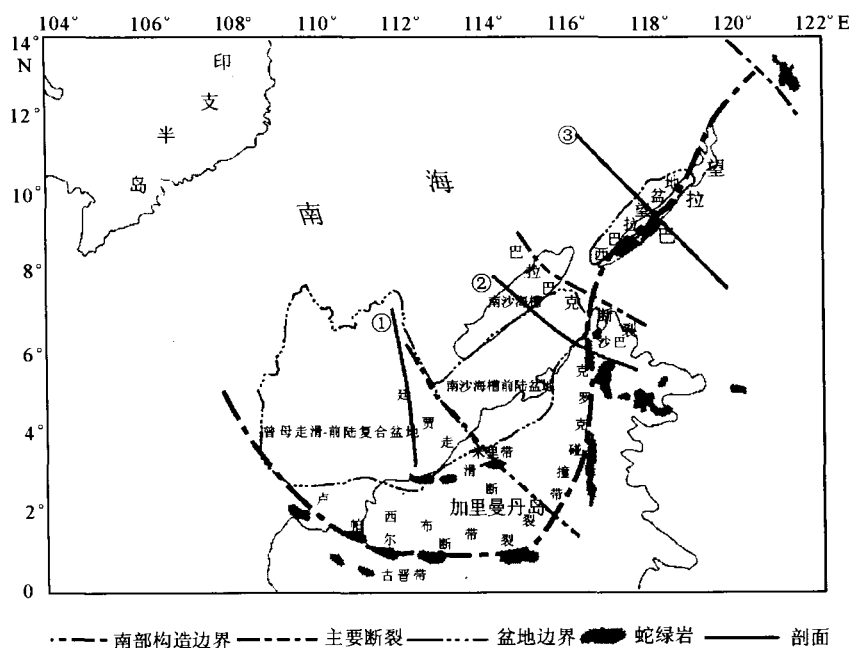 104° 106° 108° 110° 112° 114° 116° 118° 120° 122° E
14°
N
12°
10°
8°
6°
4°
2°
0
印支半岛
南海
①
②
③
西巴拉望盆地
巴拉望
巴拉巴克断裂
南沙海槽
沙巴
南沙海槽前陆盆地
曾母走滑-前陆复合盆地
廷贾走滑断裂
米里带
克罗克碰撞带
加里曼丹岛
卢帕尔断裂
西布带
古晋带
南部构造边界 主要断裂 盆地边界 蛇绿岩 剖面